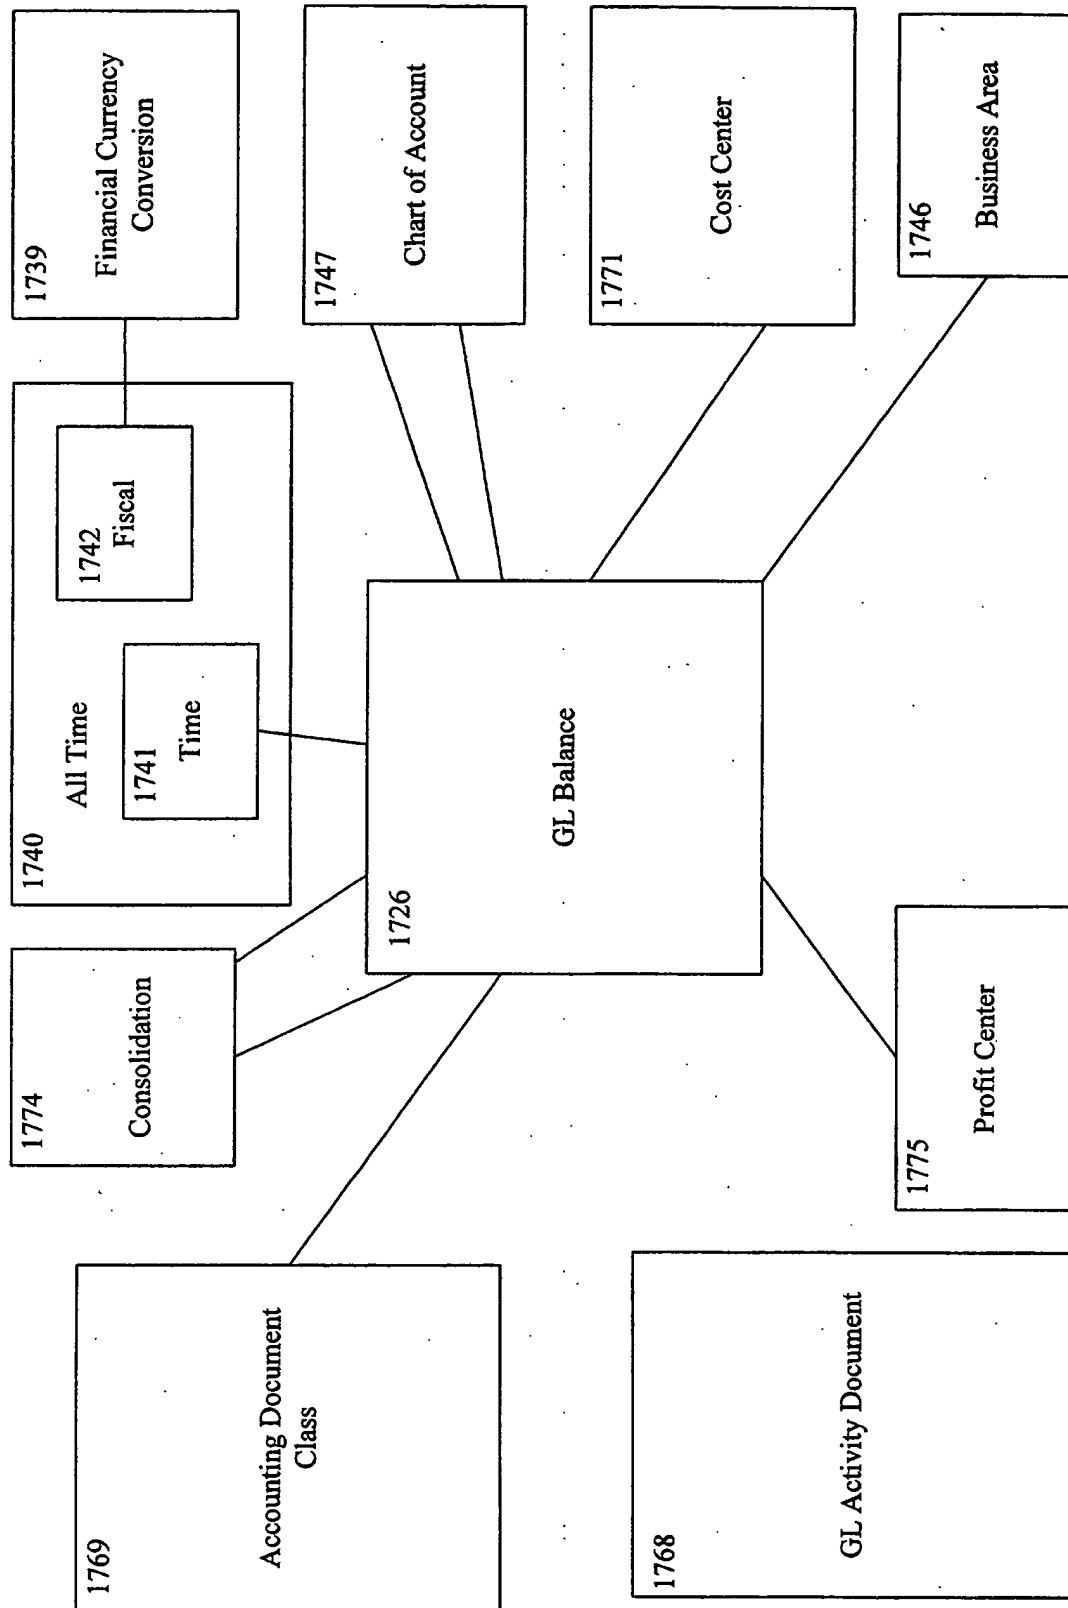 1769
Accounting Document
Class
1774
Consolidation
1740
All Time
1741
Time
1742
Fiscal
1739
Financial Currency
Conversion
1747
Chart of Account
1726
GL Balance
1771
Cost Center
1768
GL Activity Document
1775
Profit Center
1746
Business Area